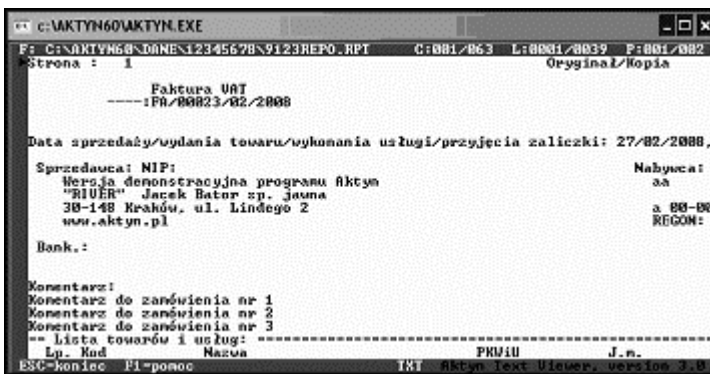 c:\AKTYN60\AKTYN.EXE
F: C:\AKTYN60\DANE\12345678\9123REPO.RPT C:001/063 L:0001/0039 P:001/002
Strona : 1 Oryginał/Kopia
Faktura VAT
----:FA/00023/02/2008
Data sprzedaży/wydania towaru/wykonania usługi/przyjęcia zaliczki: 27/02/2008,
Sprzedawca: NIP: Nabywca:
Wersja demonstracyjna programu Aktyn aa
"RIVER" Jacek Bator sp. jawna
30-148 Kraków, ul. Lindego 2 a 00-00
www.aktyn.pl REGON:
Bank.:
Komentarz:
Komentarz do zamówienia nr 1
Komentarz do zamówienia nr 2
Komentarz do zamówienia nr 3
-- Lista towarów i usług: --------------------------------------------------
Lp. Kod Nazwa PKWiU J.m.
ESC=koniec F1=pomoc TXT Aktyn Text Viewer, version 3.0